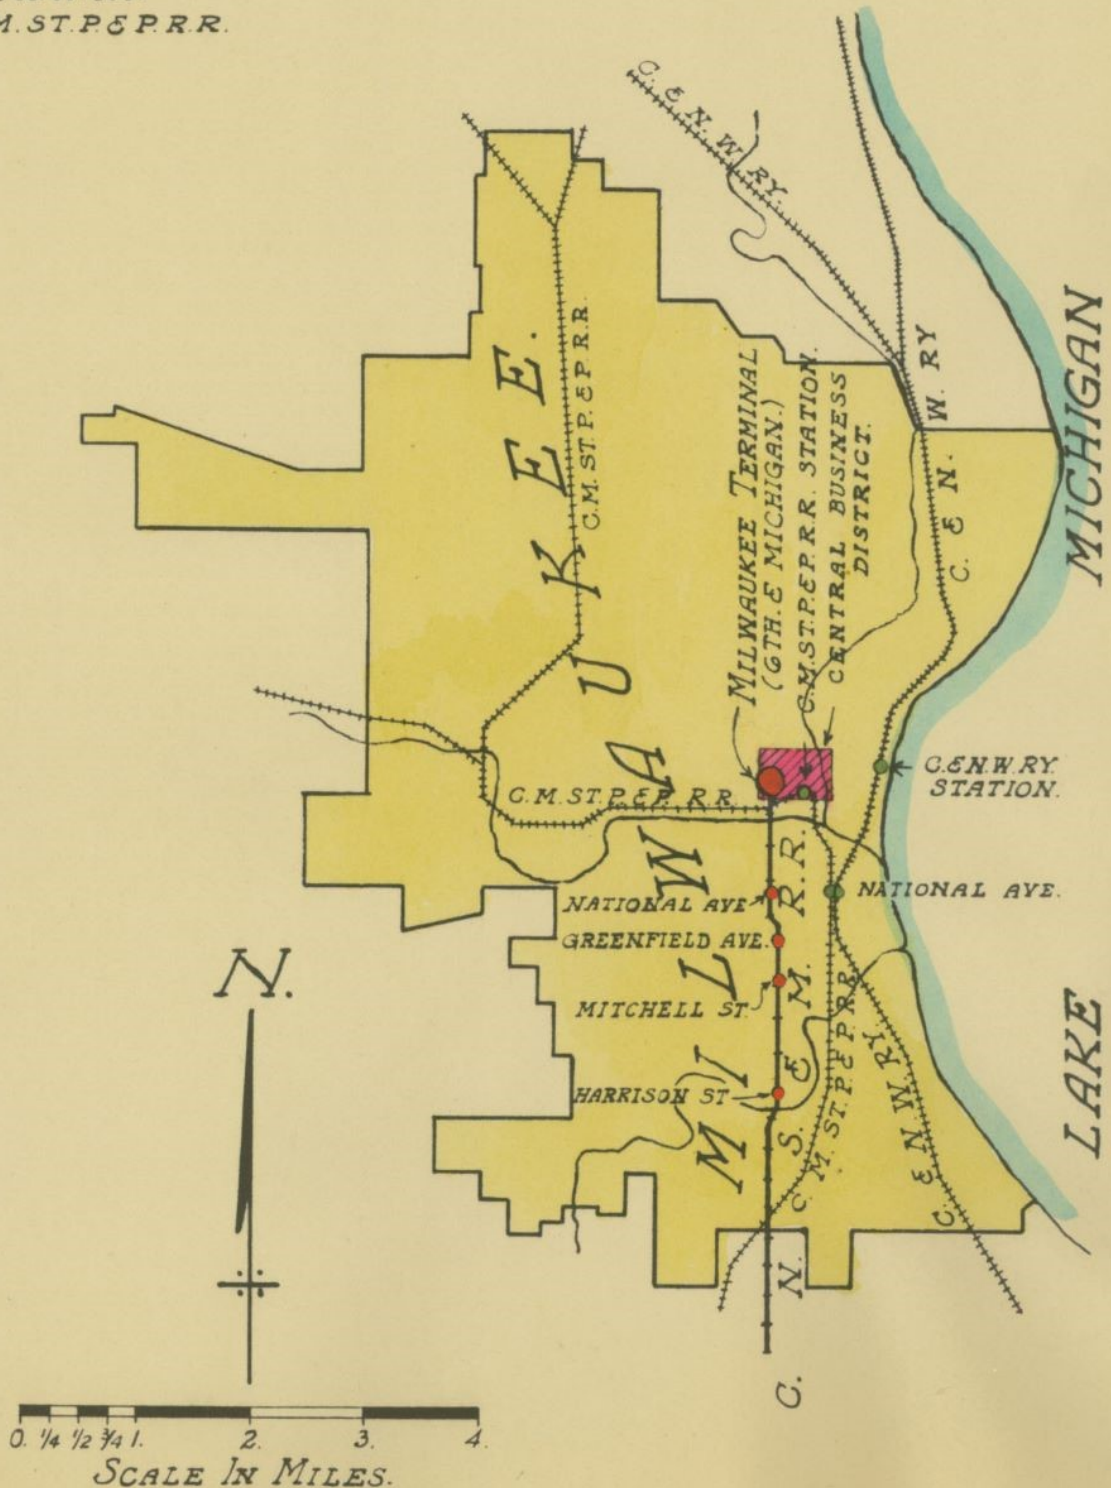 M.ST.P.&P.R.R.
C. & N. W. RY.
W. RY
C. & N.
MICHIGAN
LAKE
MILWAUKEE.
C.M.ST.P.&P.R.R.
MILWAUKEE TERMINAL
(6TH. & MICHIGAN.)
C.M.ST.P.&P.R.R. STATION.
CENTRAL BUSINESS
DISTRICT.
C.&N.W.RY.
STATION.
C.M.ST.P.&P. R.R.
NATIONAL AVE
NATIONAL AVE.
GREENFIELD AVE.
MITCHELL ST.
HARRISON ST
C. N. S. & M. R.R.
C. M. ST.P. & P. R.R.
C. & N. W. RY.
N.
0. 1/4 1/2 3/4 1. 2. 3. 4.
SCALE IN MILES.